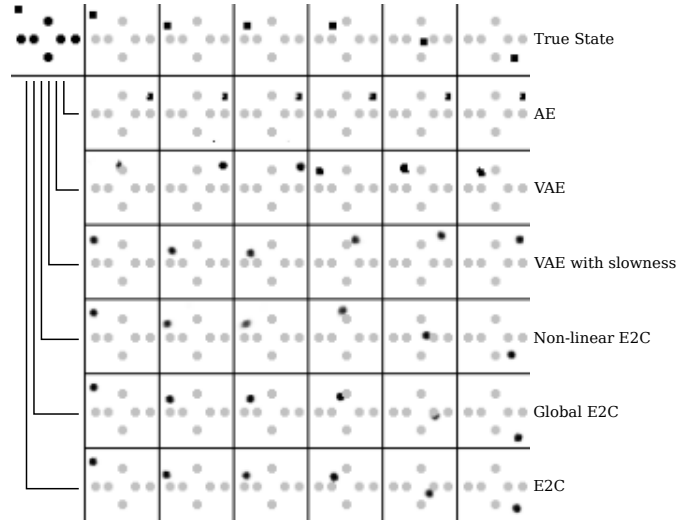 True State
AE
VAE
VAE with slowness
Non-linear E2C
Global E2C
E2C